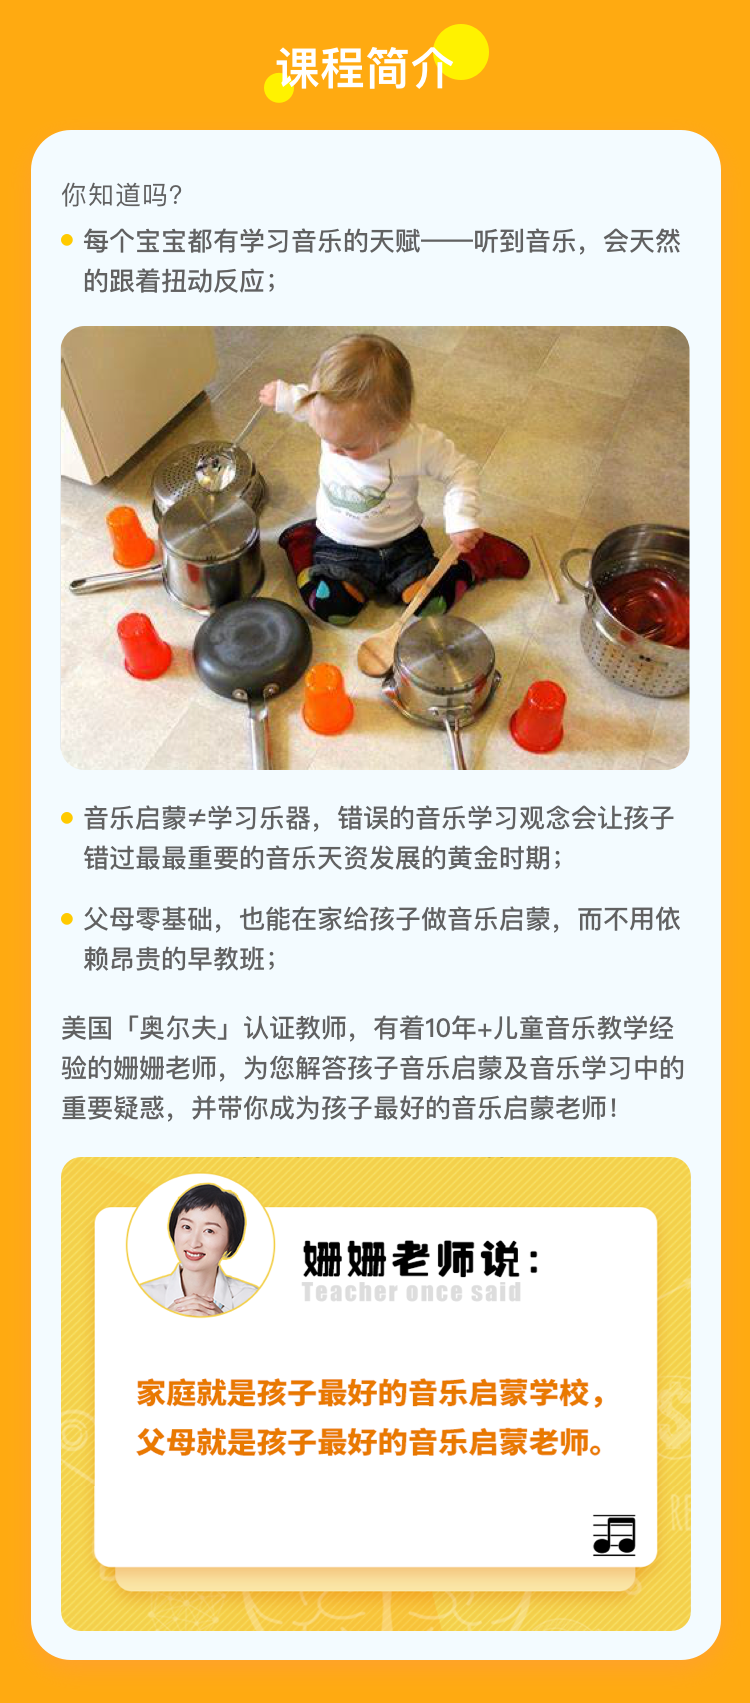 课程简介
你知道吗?
每个宝宝都有学习音乐的天赋——听到音乐，会天然
的跟着扭动反应；
音乐启蒙≠学习乐器，错误的音乐学习观念会让孩子
错过最最重要的音乐天资发展的黄金时期；
父母零基础，也能在家给孩子做音乐启蒙，而不用依
赖昂贵的早教班；
美国「奥尔夫」认证教师，有着10年+儿童音乐教学经
验的姗姗老师，为您解答孩子音乐启蒙及音乐学习中的
重要疑惑，并带你成为孩子最好的音乐启蒙老师！
姗姗老师说：
Teacher once said
家庭就是孩子最好的音乐启蒙学校，
父母就是孩子最好的音乐启蒙老师。